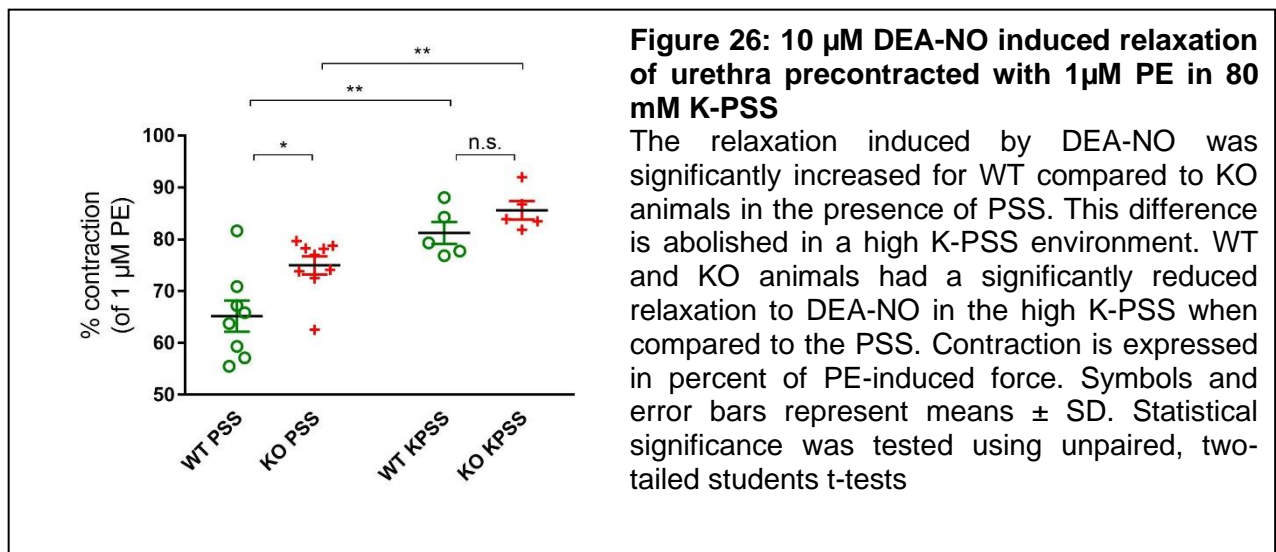 **
**
*
n.s.
100
90
80
70
60
50
% contraction
(of 1 µM PE)
WT PSS
KO PSS
WT KPSS
KO KPSS
Figure 26: 10 µM DEA-NO induced relaxation
of urethra precontracted with 1µM PE in 80
mM K-PSS
The relaxation induced by DEA-NO was
significantly increased for WT compared to KO
animals in the presence of PSS. This difference
is abolished in a high K-PSS environment. WT
and KO animals had a significantly reduced
relaxation to DEA-NO in the high K-PSS when
compared to the PSS. Contraction is expressed
in percent of PE-induced force. Symbols and
error bars represent means ± SD. Statistical
significance was tested using unpaired, two-
tailed students t-tests